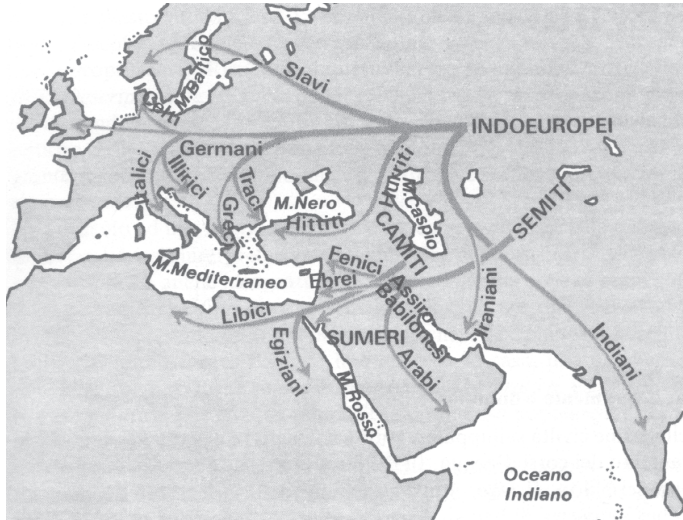 Slavi
M.Baltico
Celti
INDOEUROPEI
Germani
Italici
Illirici
Traci
Greci
M.Nero
Hittiti
Hurriti
M.Caspio
CAMITI
SEMITI
M.Mediterraneo
Fenici
Ebrei
Assiro
Babilonesi
Iraniani
Indiani
Libici
Egiziani
SUMERI
Arabi
M.Rosso
Oceano
Indiano